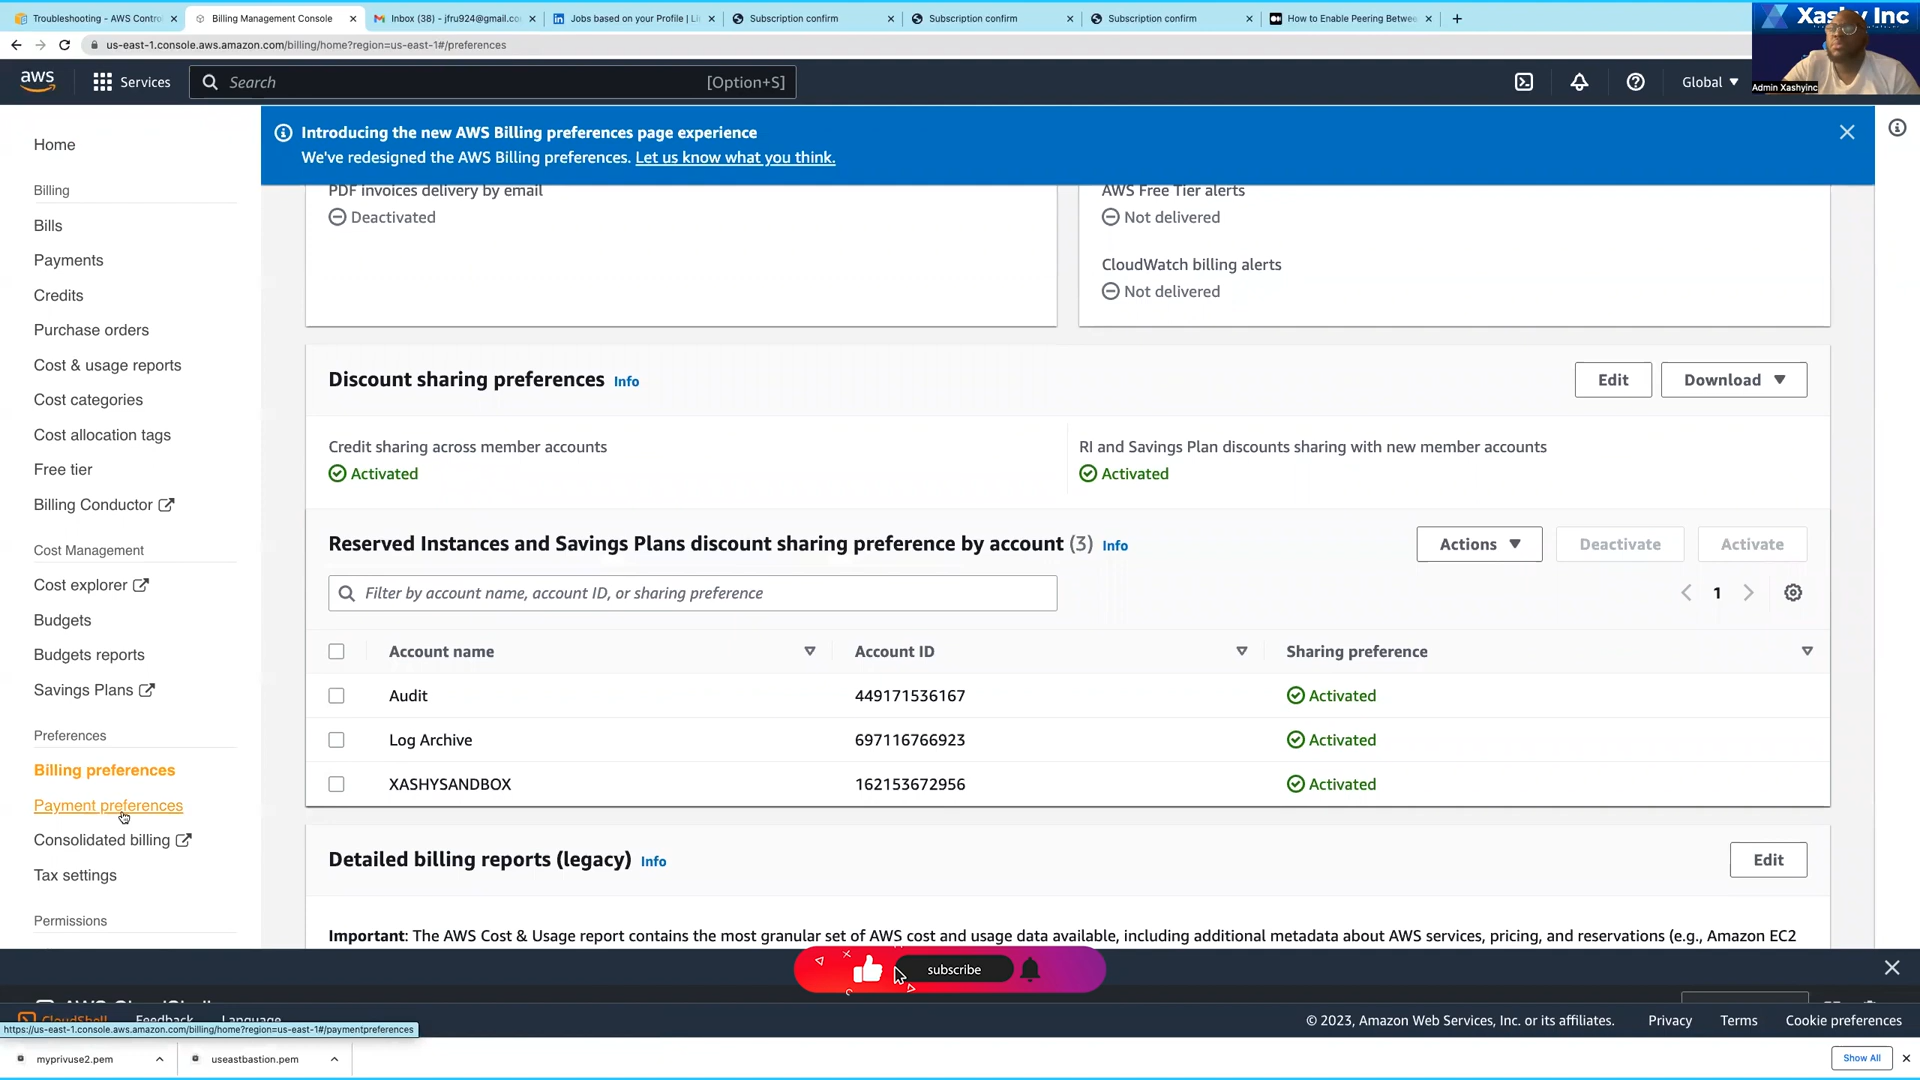 Troubleshooting - AWS Contro
Billing Management Console
Inbox (38) - jfru924@gmail.co
Jobs based on your Profile | Li
Subscription confirm
Subscription confirm
Subscription confirm
How to Enable Peering Betwee
us-east-1.console.aws.amazon.com/billing/home?region=us-east-1#/preferences
Xashy Inc
Admin Xashyinc
aws
Services
Search
[Option+S]
Global
Introducing the new AWS Billing preferences page experience
We've redesigned the AWS Billing preferences. Let us know what you think.
Home
Billing
Bills
Payments
Credits
Purchase orders
Cost & usage reports
Cost categories
Cost allocation tags
Free tier
Billing Conductor
Cost Management
Cost explorer
Budgets
Budgets reports
Savings Plans
Preferences
Billing preferences
Payment preferences
Consolidated billing
Tax settings
Permissions
PDF invoices delivery by email
Deactivated
AWS Free Tier alerts
Not delivered
CloudWatch billing alerts
Not delivered
Discount sharing preferences Info
Edit
Download
Credit sharing across member accounts
Activated
RI and Savings Plan discounts sharing with new member accounts
Activated
Reserved Instances and Savings Plans discount sharing preference by account (3) Info
Actions
Deactivate
Activate
Filter by account name, account ID, or sharing preference
1
Account name Account ID Sharing preference
Audit 449171536167 Activated
Log Archive 697116766923 Activated
XASHYSANDBOX 162153672956 Activated
Detailed billing reports (legacy) Info
Edit
Important: The AWS Cost & Usage report contains the most granular set of AWS cost and usage data available, including additional metadata about AWS services, pricing, and reservations (e.g., Amazon EC2
subscribe
AWS CloudShell
CloudShell Feedback Language
© 2023, Amazon Web Services, Inc. or its affiliates. Privacy Terms Cookie preferences
https://us-east-1.console.aws.amazon.com/billing/home?region=us-east-1#/paymentpreferences
myprivuse2.pem
useastbastion.pem
Show All